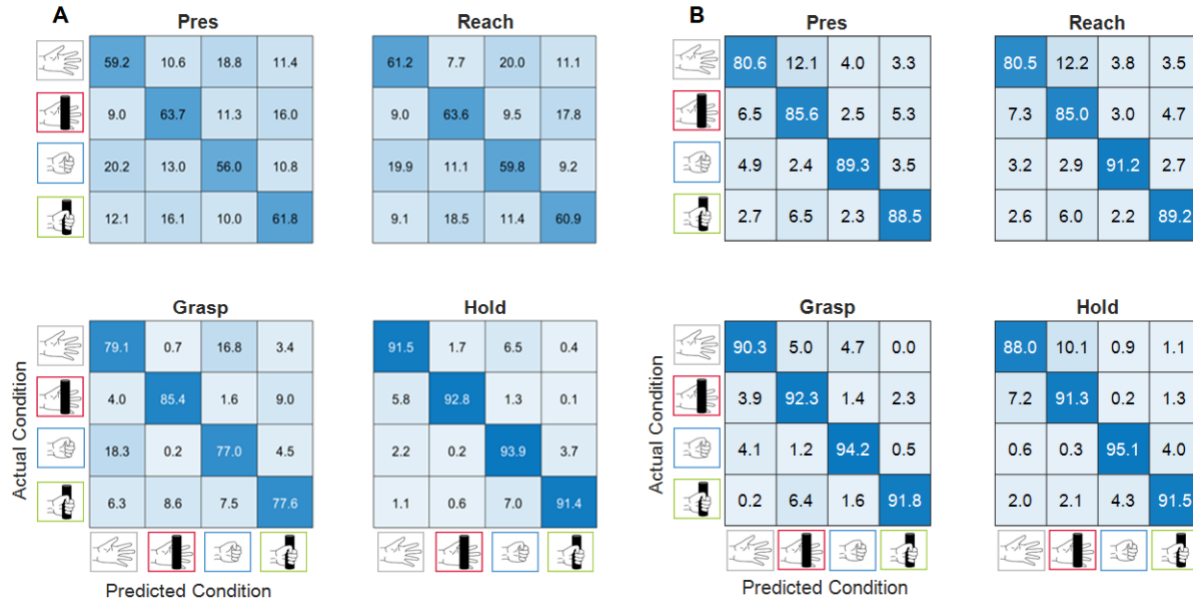 A
Pres
59.2 10.6 18.8 11.4
9.0 63.7 11.3 16.0
20.2 13.0 56.0 10.8
12.1 16.1 10.0 61.8
Reach
61.2 7.7 20.0 11.1
9.0 63.6 9.5 17.8
19.9 11.1 59.8 9.2
9.1 18.5 11.4 60.9
Grasp
79.1 0.7 16.8 3.4
4.0 85.4 1.6 9.0
18.3 0.2 77.0 4.5
6.3 8.6 7.5 77.6
Hold
91.5 1.7 6.5 0.4
5.8 92.8 1.3 0.1
2.2 0.2 93.9 3.7
1.1 0.6 7.0 91.4
Actual Condition
Predicted Condition
B
Pres
80.6 12.1 4.0 3.3
6.5 85.6 2.5 5.3
4.9 2.4 89.3 3.5
2.7 6.5 2.3 88.5
Reach
80.5 12.2 3.8 3.5
7.3 85.0 3.0 4.7
3.2 2.9 91.2 2.7
2.6 6.0 2.2 89.2
Grasp
90.3 5.0 4.7 0.0
3.9 92.3 1.4 2.3
4.1 1.2 94.2 0.5
0.2 6.4 1.6 91.8
Hold
88.0 10.1 0.9 1.1
7.2 91.3 0.2 1.3
0.6 0.3 95.1 4.0
2.0 2.1 4.3 91.5
Actual Condition
Predicted Condition